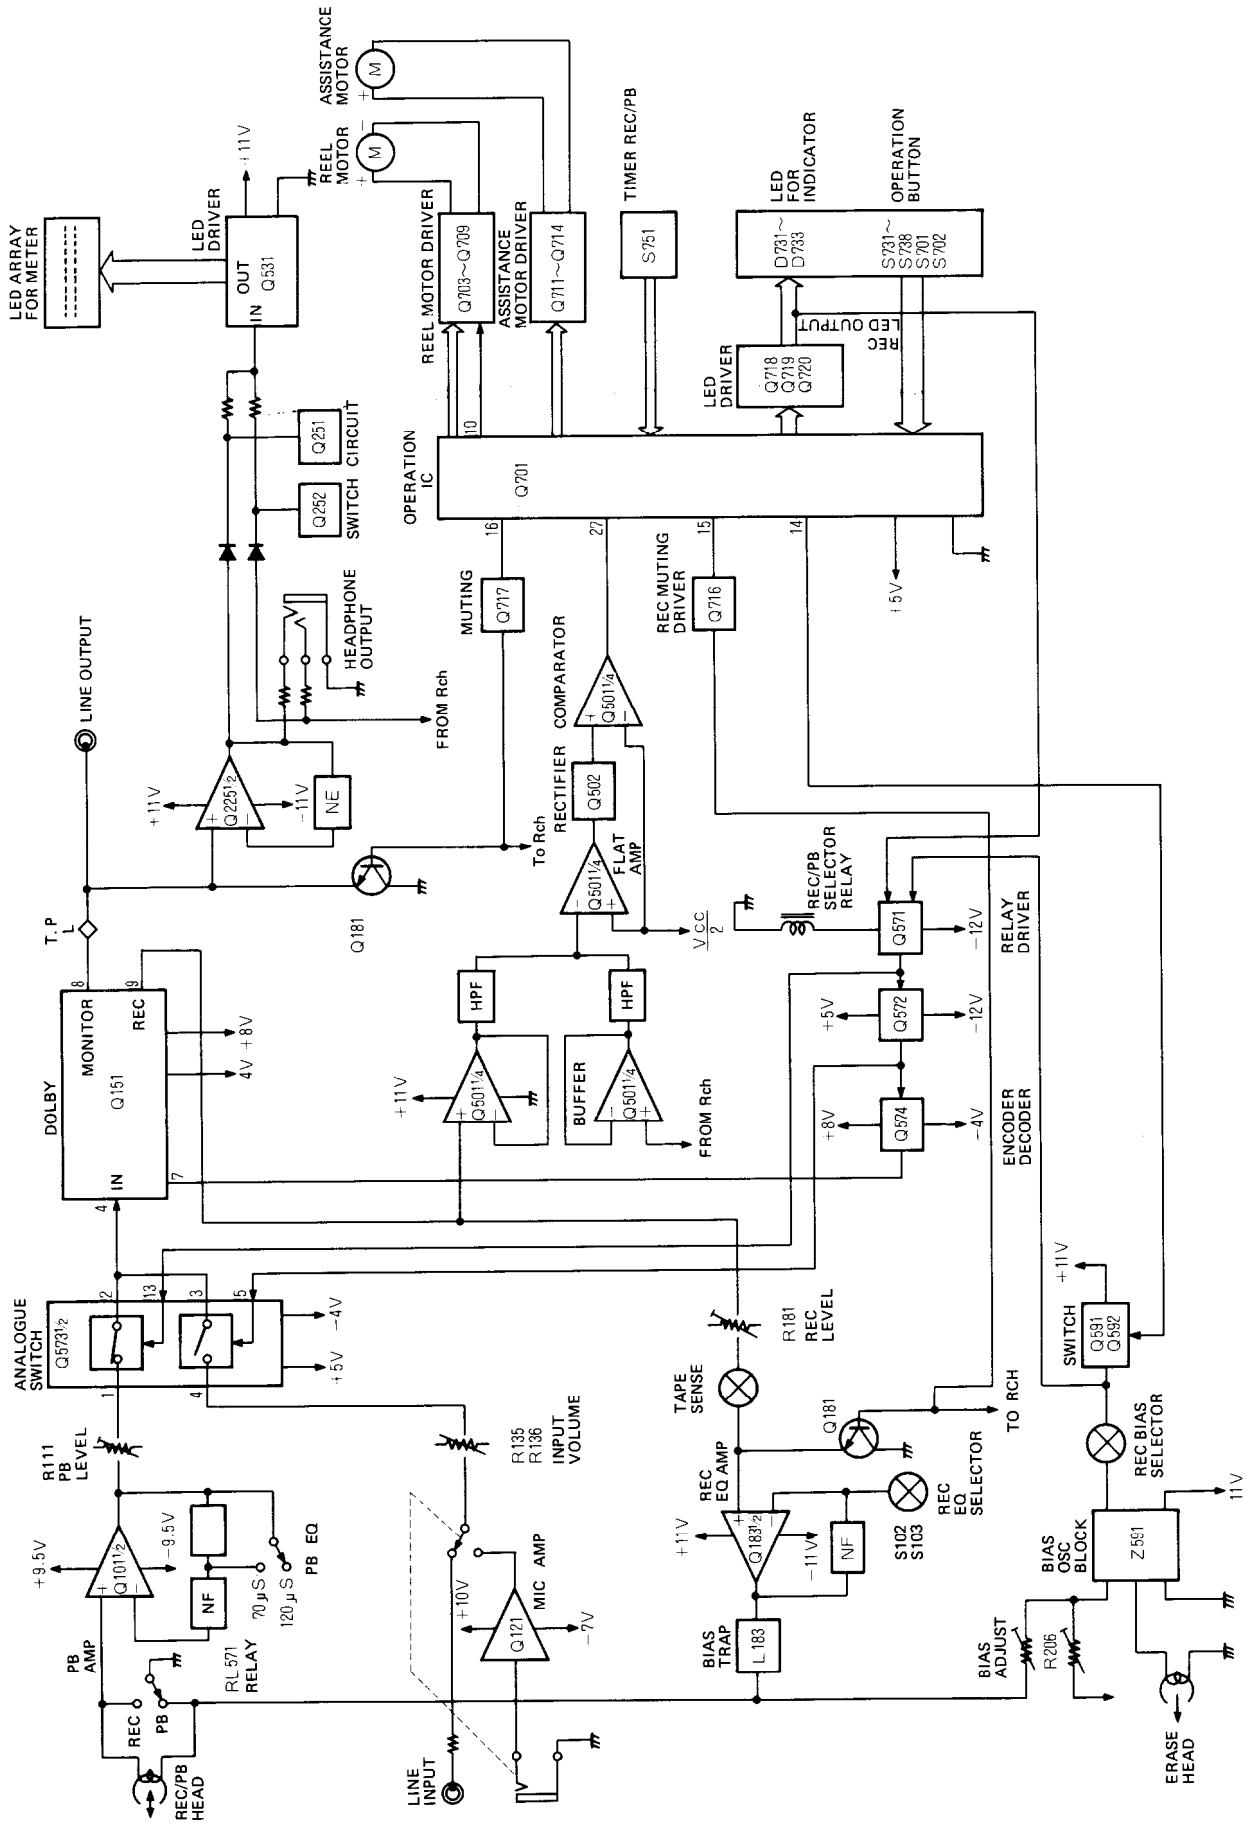 REC/PB
HEAD
REC
PB
RL571
RELAY
PB
AMP
+9.5V
+
−
Q101½
−9.5V
NF
70µS
120µS
PB EQ
R111
PB
LEVEL
ANALOGUE
SWITCH
Q573½
1
4
2
13
3
5
+5V
−4V
DOLBY
4
IN
Q151
MONITOR
REC
7
8
9
4V
+8V
T.P
L
LINE OUTPUT
Q181
+11V
+
−
Q225½
−11V
NE
HEADPHONE
OUTPUT
FROM Rch
Q252
Q251
SWITCH CIRCUIT
LED
DRIVER
IN
OUT
Q531
+11V
LED ARRAY
FOR METER
LINE
INPUT
+10V
Q121
MIC AMP
−7V
R135
R136
INPUT
VOLUME
+11V
+
−
Q501¼
BUFFER
−
+
Q501¼
FROM Rch
HPF
HPF
−
+
Q501¼
FLAT
AMP
VCC
2
RECTIFIER
Q502
COMPARATOR
+
−
Q501¼
MUTING
Q717
To Rch
REC MUTING
DRIVER
Q716
OPERATION
IC
Q701
16
27
15
14
10
+5V
REEL MOTOR DRIVER
Q703~Q709
REEL
MOTOR
+
M
−
ASSISTANCE
MOTOR DRIVER
Q711~Q714
ASSISTANCE
MOTOR
+
M
TIMER REC/PB
S751
LED
DRIVER
Q718
Q719
Q720
REC
LED OUTPUT
LED
FOR
INDICATOR
D731~
D733
OPERATION
BUTTON
S731~
S738
S701
S702
BIAS
TRAP
L183
REC
EQ AMP
+11V
+
−
Q183½
−11V
NF
S102
S103
REC
EQ SELECTOR
TAPE
SENSE
R181
REC
LEVEL
Q181
TO RCH
ENCODER
DECODER
+8V
Q574
−4V
+5V
Q572
−12V
Q571
−12V
RELAY
DRIVER
REC/PB
SELECTOR
RELAY
ERASE
HEAD
BIAS
ADJUST
R206
BIAS
OSC
BLOCK
Z591
11V
REC BIAS
SELECTOR
SWITCH
Q591
Q592
+11V